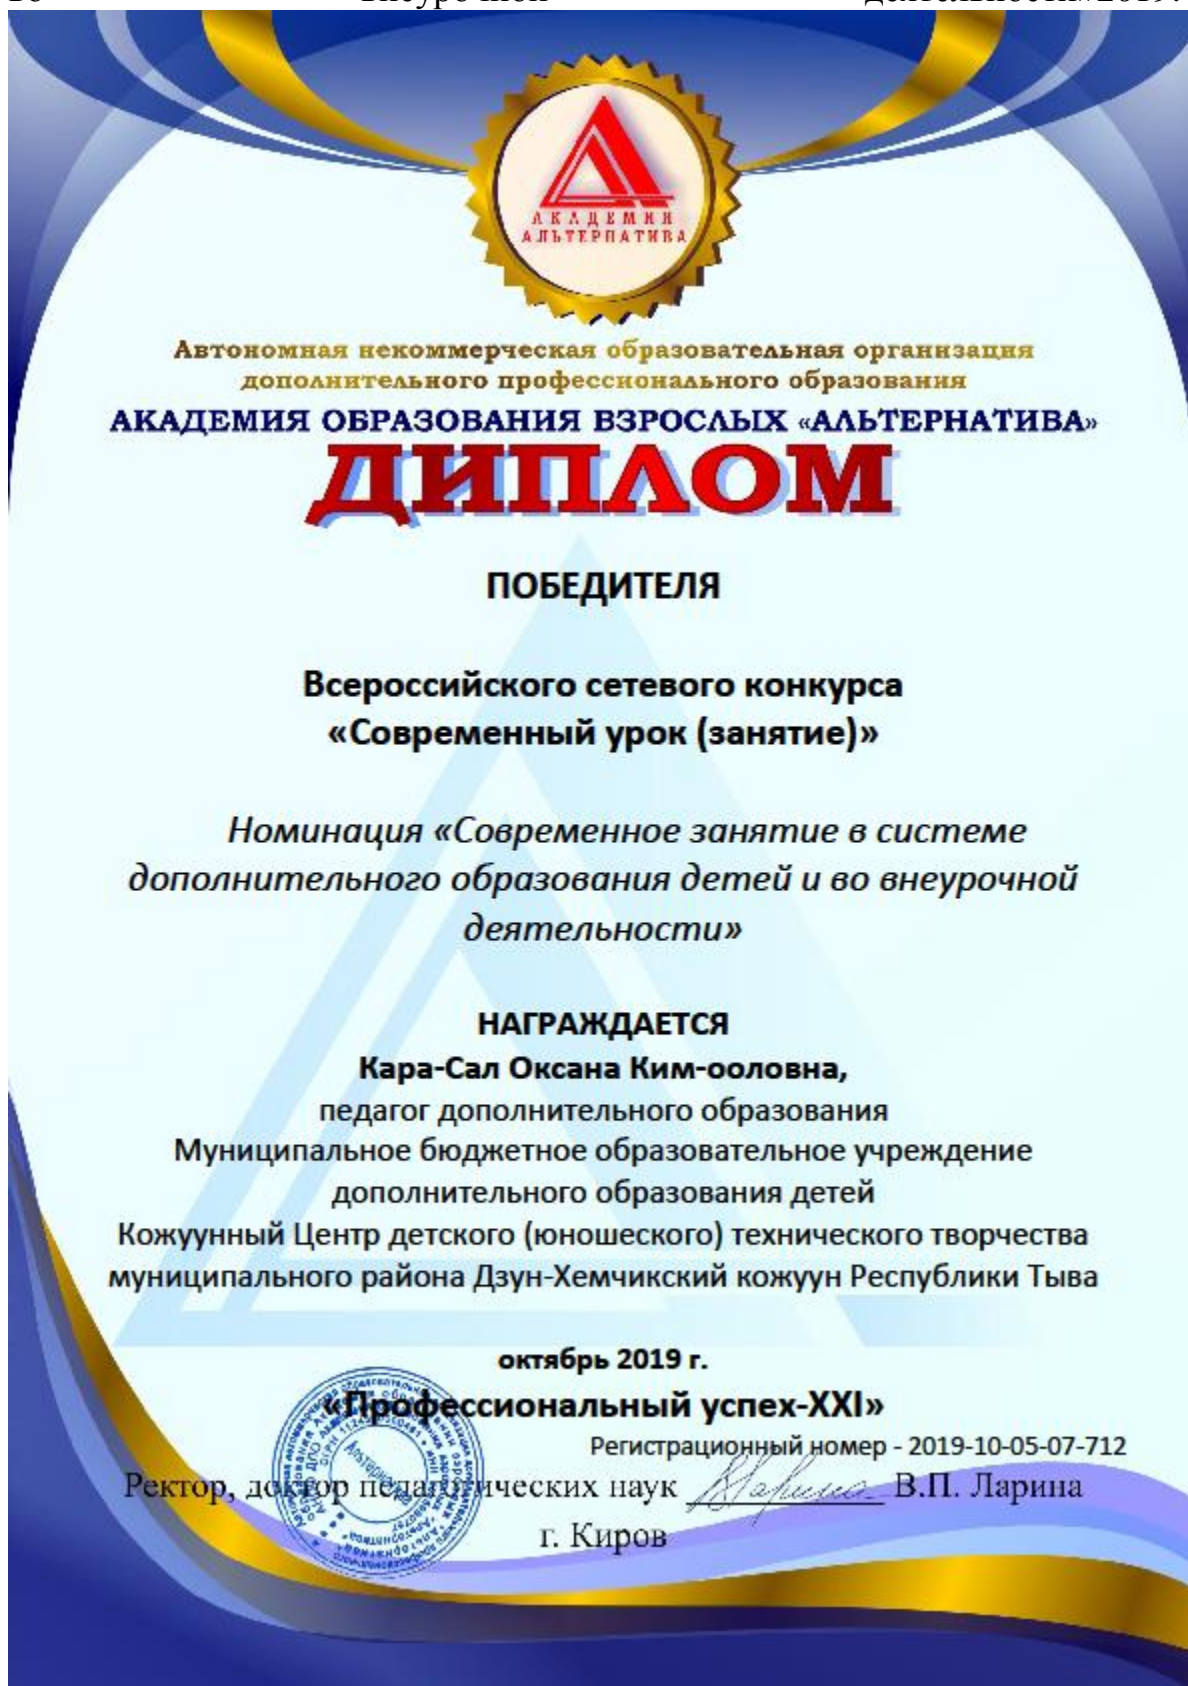 АКАДЕМИЯ
АЛЬТЕРНАТИВА
Автономная некоммерческая образовательная организация
дополнительного профессионального образования
АКАДЕМИЯ ОБРАЗОВАНИЯ ВЗРОСЛЫХ «АЛЬТЕРНАТИВА»
ДИПЛОМ
ПОБЕДИТЕЛЯ
Всероссийского сетевого конкурса
«Современный урок (занятие)»
Номинация «Современное занятие в системе
дополнительного образования детей и во внеурочной
деятельности»
НАГРАЖДАЕТСЯ
Кара-Сал Оксана Ким-ооловна,
педагог дополнительного образования
Муниципальное бюджетное образовательное учреждение
дополнительного образования детей
Кожуунный Центр детского (юношеского) технического творчества
муниципального района Дзун-Хемчикский кожуун Республики Тыва
октябрь 2019 г.
«Профессиональный успех-XXI»
Регистрационный номер - 2019-10-05-07-712
Ректор, доктор педагогических наук В.П. Ларина
г. Киров